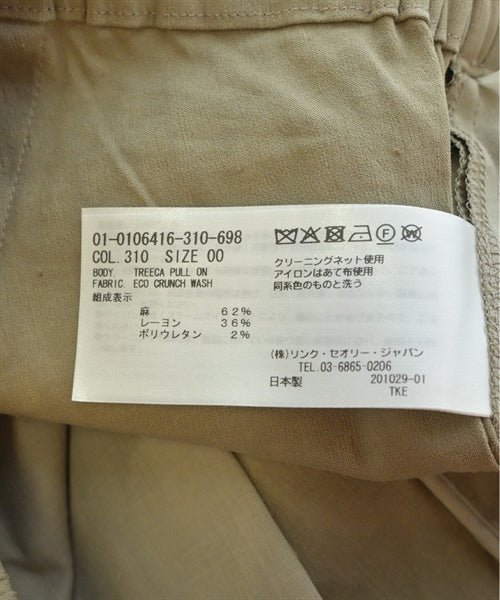 01-0106416-310-698
COL.310 SIZE 00
BODY. TREECA PULL ON
FABRIC. ECO CRUNCH WASH
組成表示
麻 62%
レーヨン 36%
ポリウレタン 2%
クリーニングネット使用
アイロンはあて布使用
同系色のものと洗う
(株)リンク・セオリー・ジャパン
TEL.03-6865-0206
日本製 201029-01
TKE